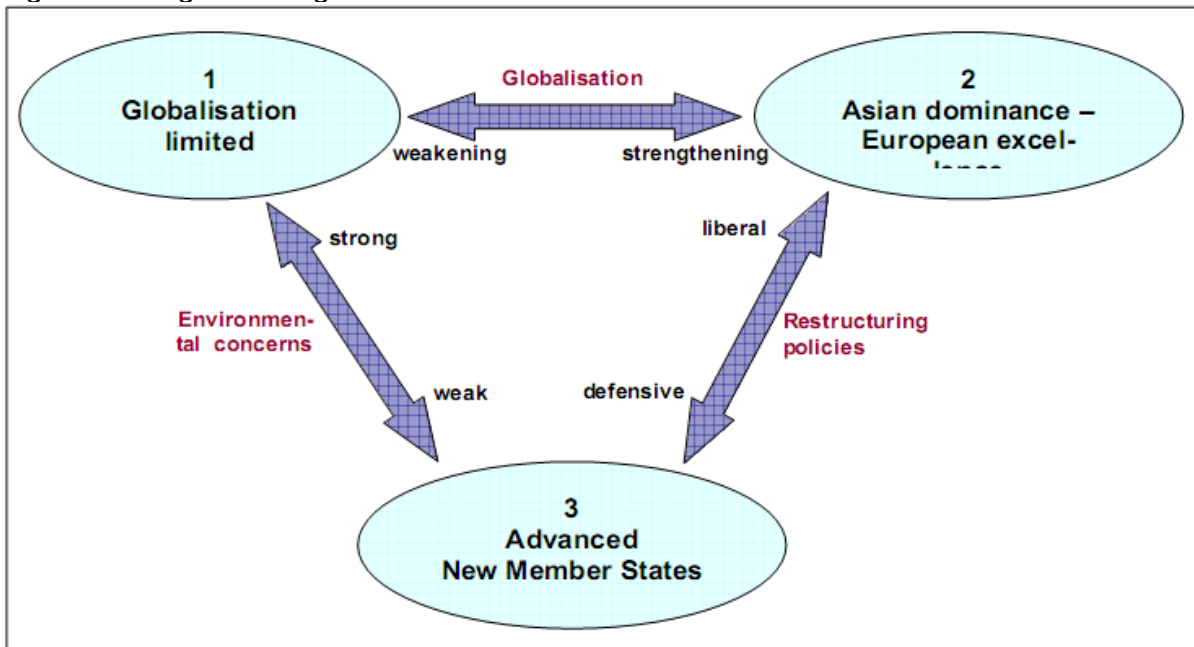 1
Globalisation
limited
Globalisation
weakening
strengthening
2
Asian dominance –
European excel-
strong
liberal
Environmen-
tal concerns
Restructuring
policies
weak
defensive
3
Advanced
New Member States